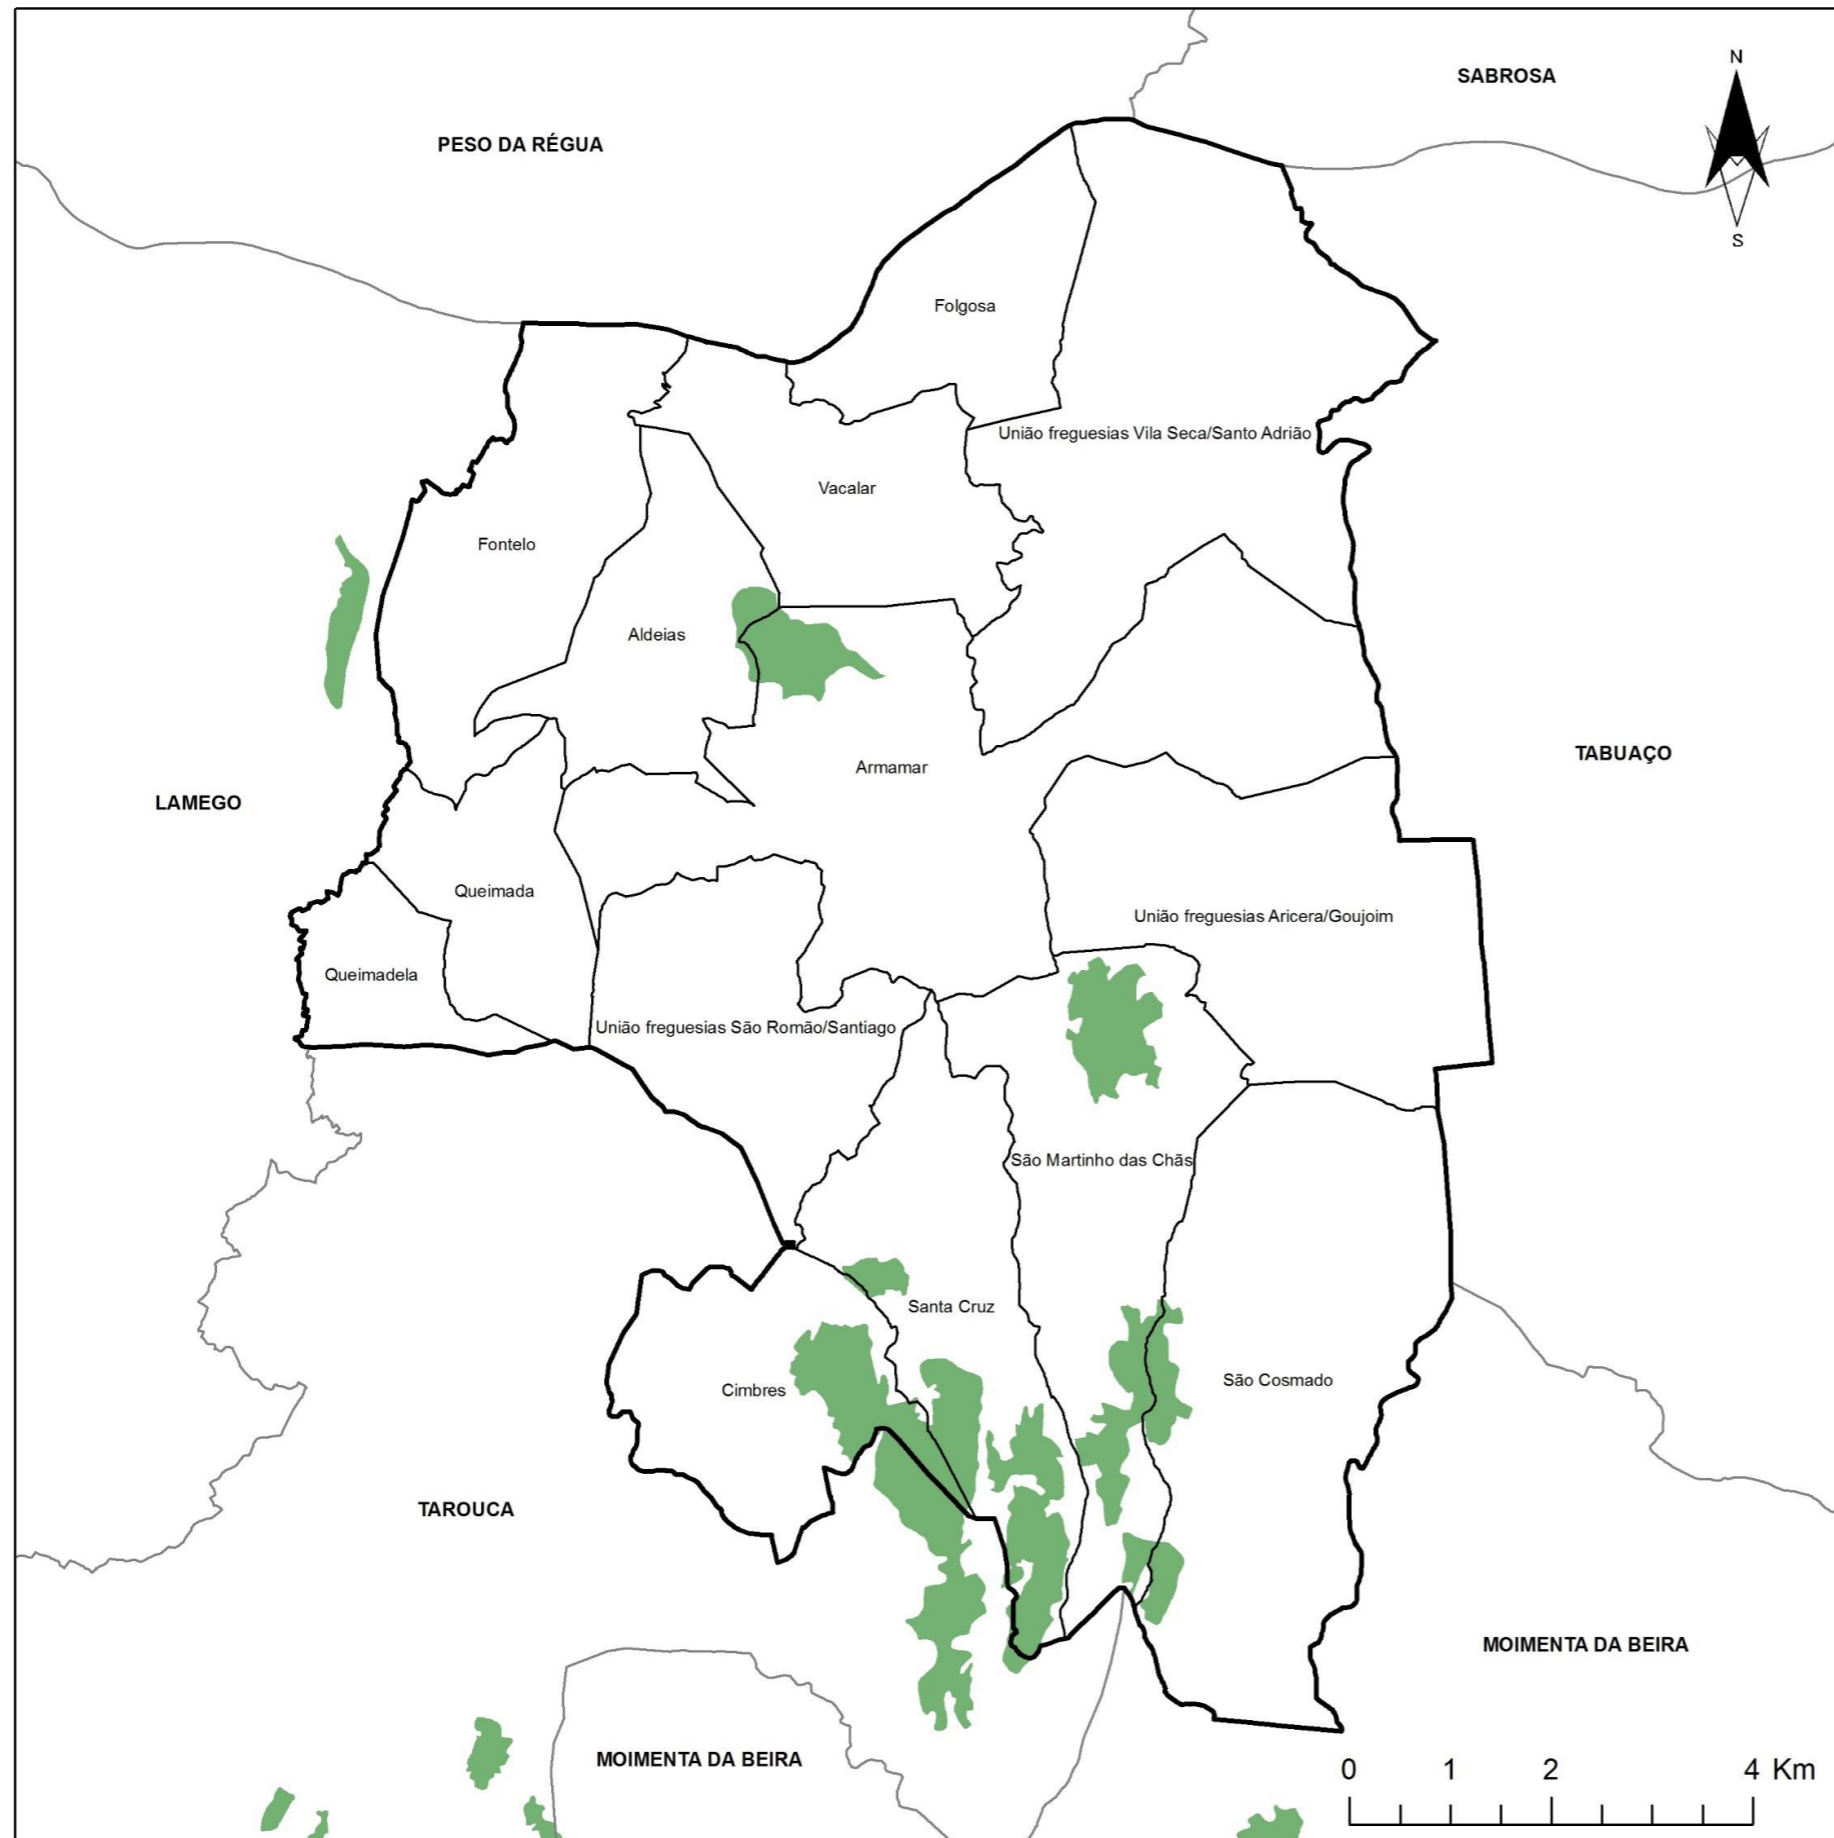 N
SABROSA
PESO DA RÉGUA
S
Folgosa
União freguesias Vila Seca/Santo Adrião
Vacalar
Fontelo
Aldeias
TABUAÇO
Armamar
LAMEGO
Queimada
União freguesias Aricera/Goujoim
Queimadela
União freguesias São Romão/Santiago
São Martinho das Chãs
Santa Cruz
São Cosmado
Cimbres
TAROUCA
MOIMENTA DA BEIRA
MOIMENTA DA BEIRA
0 1 2 4 Km